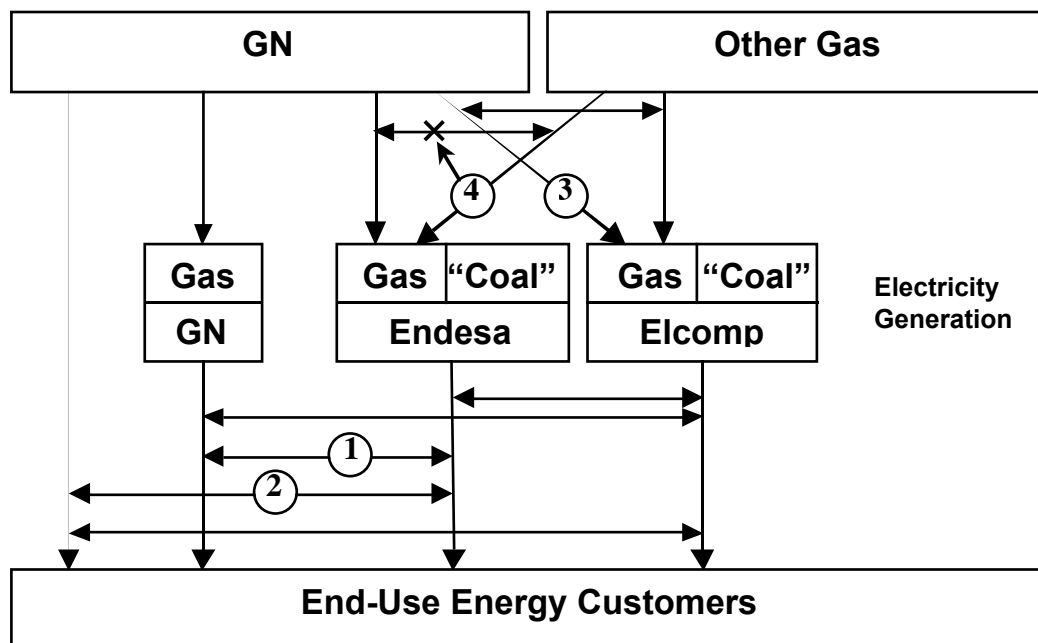 GN
Other Gas
4
3
Gas
Gas
“Coal”
Gas
“Coal”
GN
Endesa
Elcomp
Electricity
Generation
1
2
End-Use Energy Customers